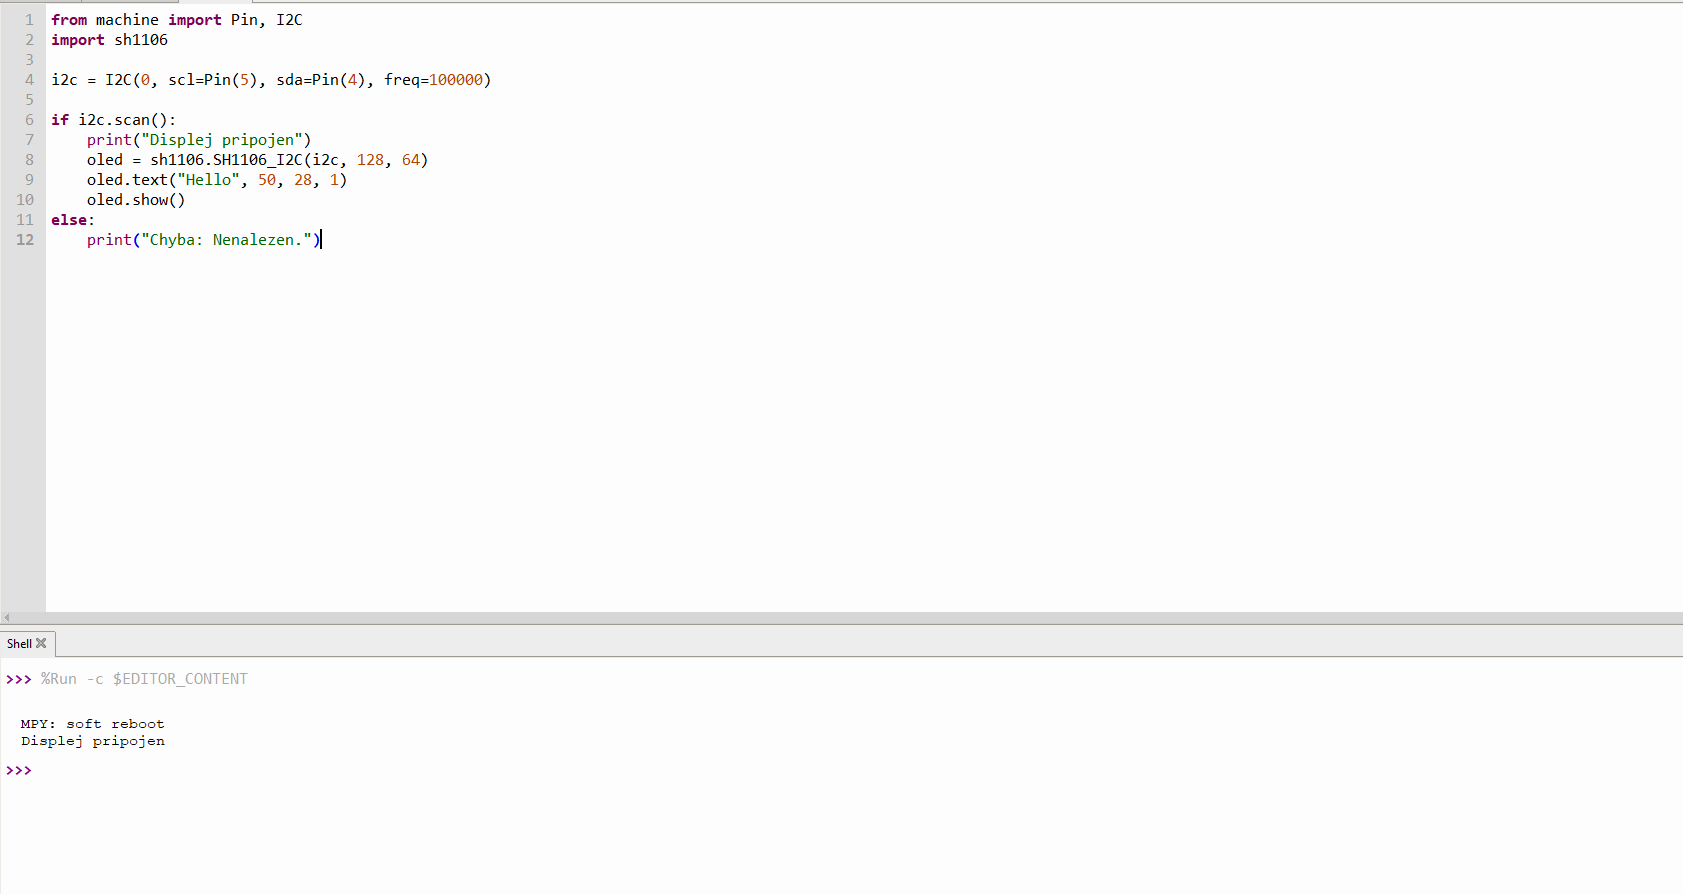 1 from machine import Pin, I2C
2 import sh1106
3
4 i2c = I2C(0, scl=Pin(5), sda=Pin(4), freq=100000)
5
6 if i2c.scan():
7     print("Displej pripojen")
8     oled = sh1106.SH1106_I2C(i2c, 128, 64)
9     oled.text("Hello", 50, 28, 1)
10     oled.show()
11 else:
12     print("Chyba: Nenalezen.")
Shell
>>> %Run -c $EDITOR_CONTENT
MPY: soft reboot
Displej pripojen
>>>